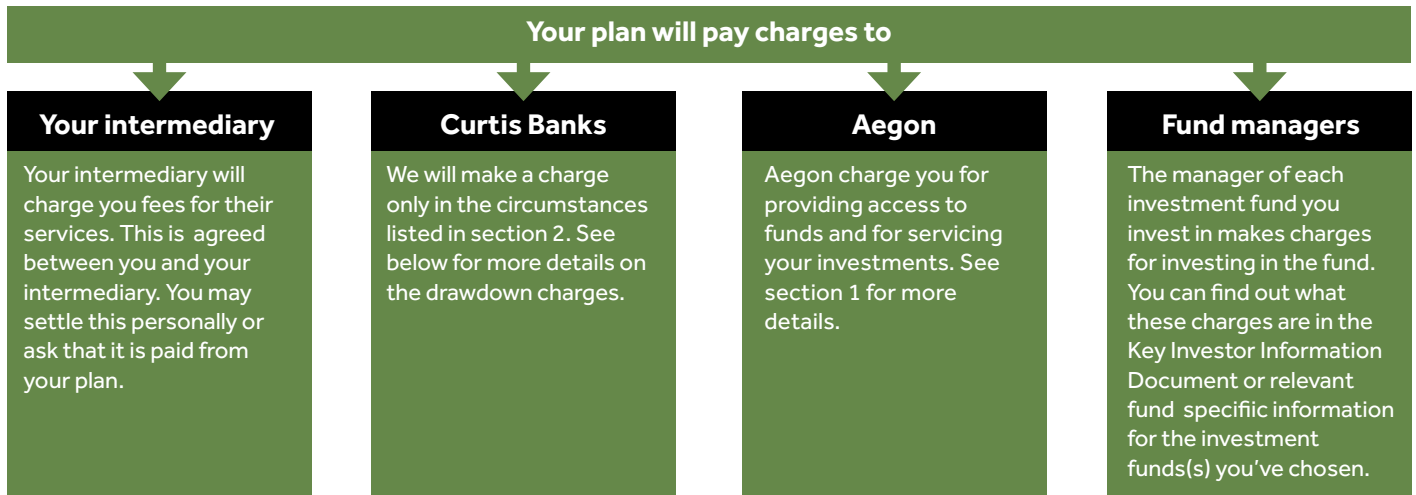 Your plan will pay charges to
Your intermediary
Your intermediary will
charge you fees for their
services. This is  agreed
between you and your
intermediary. You may
settle this personally or
ask that it is paid from
your plan.
Curtis Banks
We will make a charge
only in the circumstances
listed in section 2. See
below for more details on
the drawdown charges.
Aegon
Aegon charge you for
providing access to
funds and for servicing
your investments. See
section 1 for more
details.
Fund managers
The manager of each
investment fund you
invest in makes charges
for investing in the fund.
You can find out what
these charges are in the
Key Investor Information
Document or relevant
fund  specifiic information
for the investment
funds(s) you've chosen.